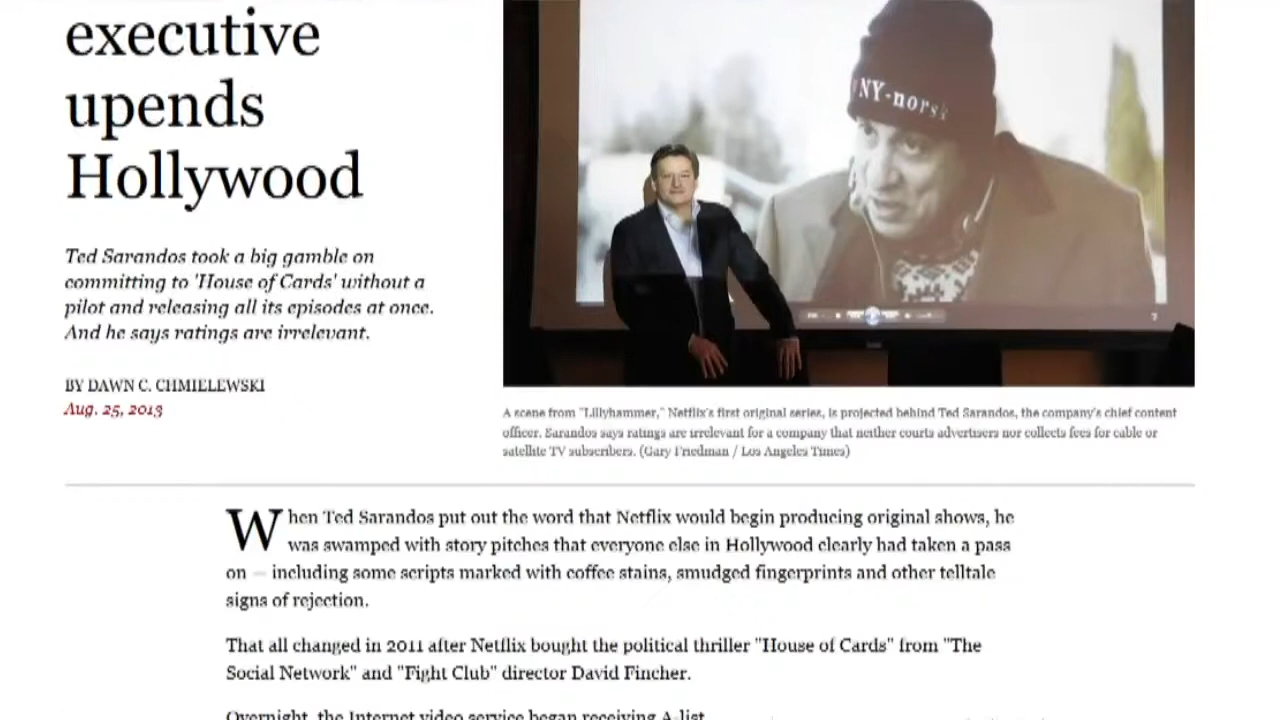 executive
upends
Hollywood
Ted Sarandos took a big gamble on
committing to 'House of Cards' without a
pilot and releasing all its episodes at once.
And he says ratings are irrelevant.
BY DAWN C. CHMIELEWSKI
Aug. 25, 2013
NY-nors
A scene from "Lillyhammer," Netflix's first original series, is projected behind Ted Sarandos, the company's chief content
officer. Sarandos says ratings are irrelevant for a company that neither courts advertisers nor collects fees for cable or
satellite TV subscribers. (Gary Friedman / Los Angeles Times)
When Ted Sarandos put out the word that Netflix would begin producing original shows, he
was swamped with story pitches that everyone else in Hollywood clearly had taken a pass
on — including some scripts marked with coffee stains, smudged fingerprints and other telltale
signs of rejection.
That all changed in 2011 after Netflix bought the political thriller "House of Cards" from "The
Social Network" and "Fight Club" director David Fincher.
Overnight, the Internet video service began receiving A-list